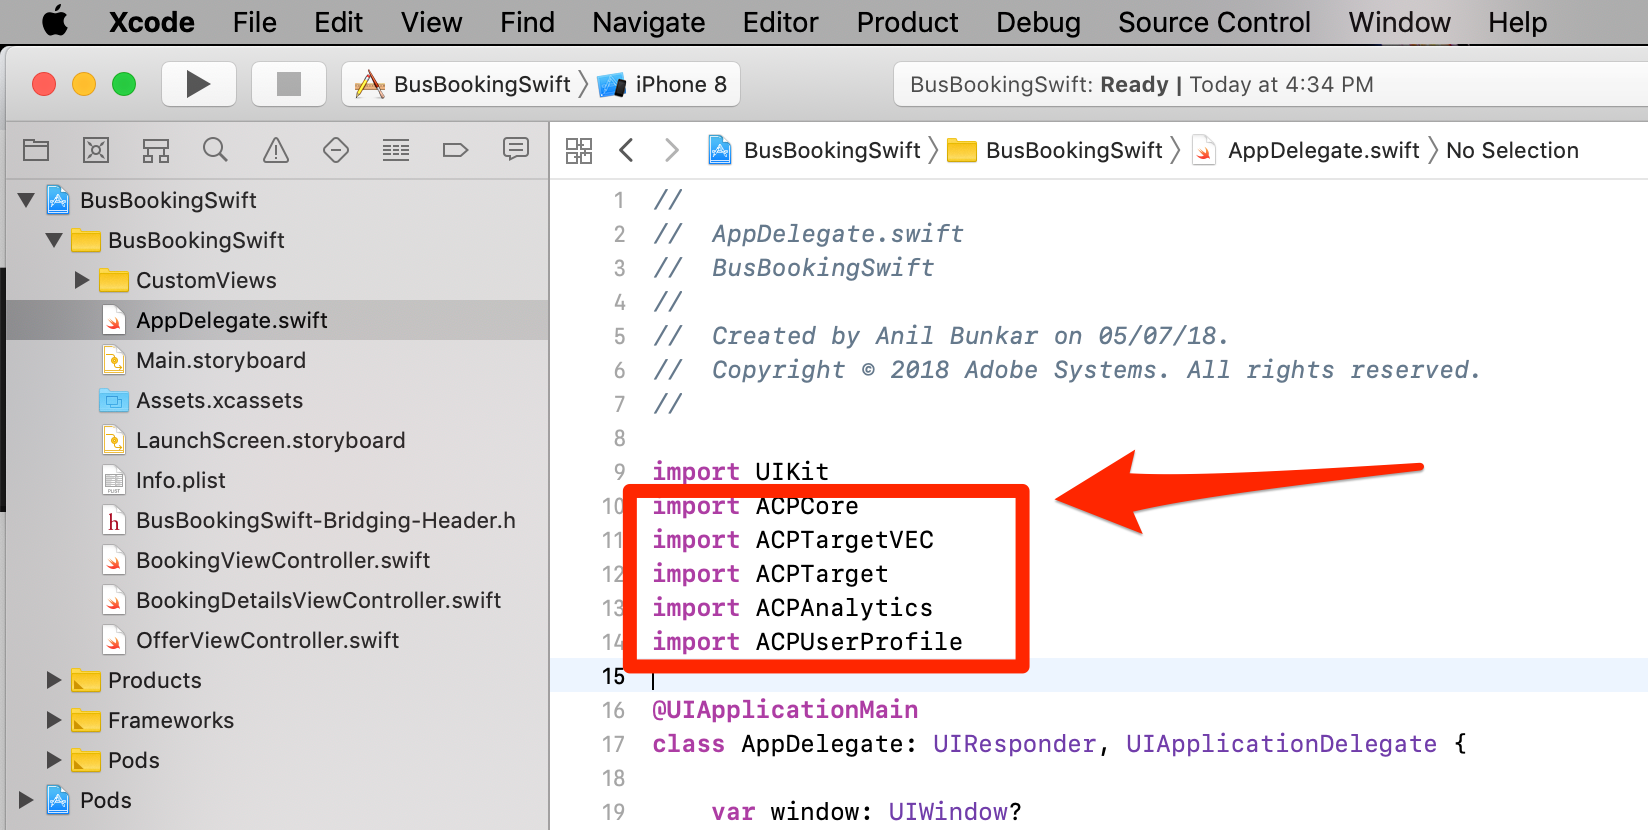 Xcode File Edit View Find Navigate Editor Product Debug Source Control Window Help
BusBookingSwift iPhone 8 BusBookingSwift: Ready | Today at 4:34 PM
BusBookingSwift BusBookingSwift AppDelegate.swift No Selection
BusBookingSwift
BusBookingSwift
CustomViews
AppDelegate.swift
Main.storyboard
Assets.xcassets
LaunchScreen.storyboard
Info.plist
h BusBookingSwift-Bridging-Header.h
BookingViewController.swift
BookingDetailsViewController.swift
OfferViewController.swift
Products
Frameworks
Pods
Pods
1 //
2 // AppDelegate.swift
3 // BusBookingSwift
4 //
5 // Created by Anil Bunkar on 05/07/18.
6 // Copyright © 2018 Adobe Systems. All rights reserved.
7 //
8
9 import UIKit
10 import ACPCore
11 import ACPTargetVEC
12 import ACPTarget
13 import ACPAnalytics
14 import ACPUserProfile
15
16 @UIApplicationMain
17 class AppDelegate: UIResponder, UIApplicationDelegate {
18
19 var window: UIWindow?